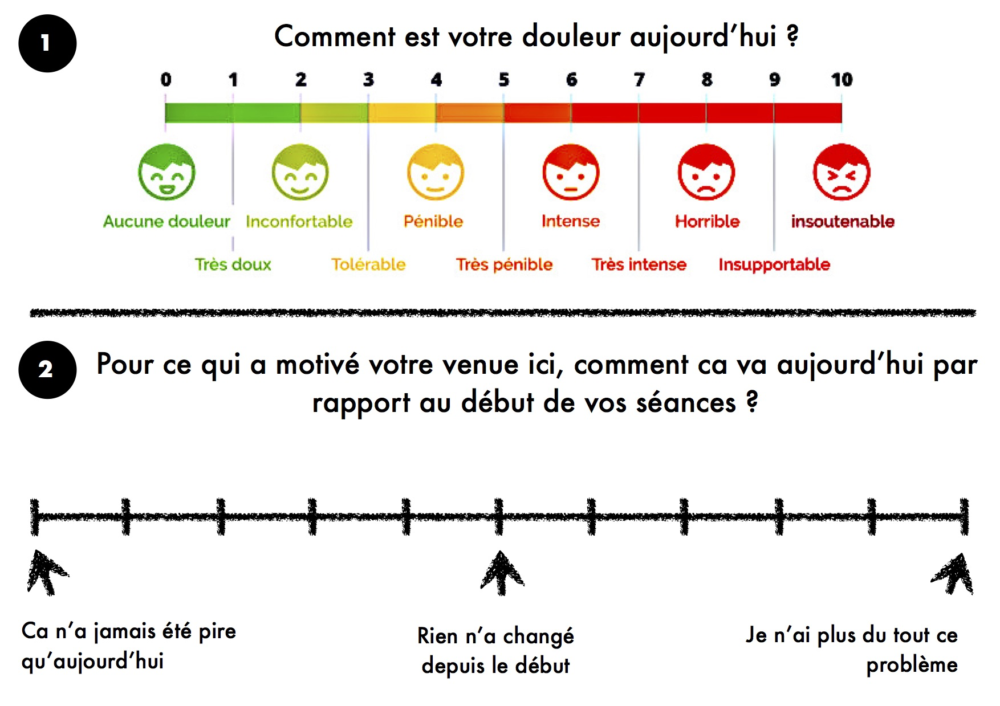 1
Comment est votre douleur aujourd’hui ?
0 1 2 3 4 5 6 7 8 9 10
Aucune douleur Inconfortable Pénible Intense Horrible insoutenable
Très doux Tolérable Très pénible Très intense Insupportable
2
Pour ce qui a motivé votre venue ici, comment ca va aujourd’hui par
rapport au début de vos séances ?
Ca n’a jamais été pire
qu’aujourd’hui
Rien n’a changé
depuis le début
Je n’ai plus du tout ce
problème